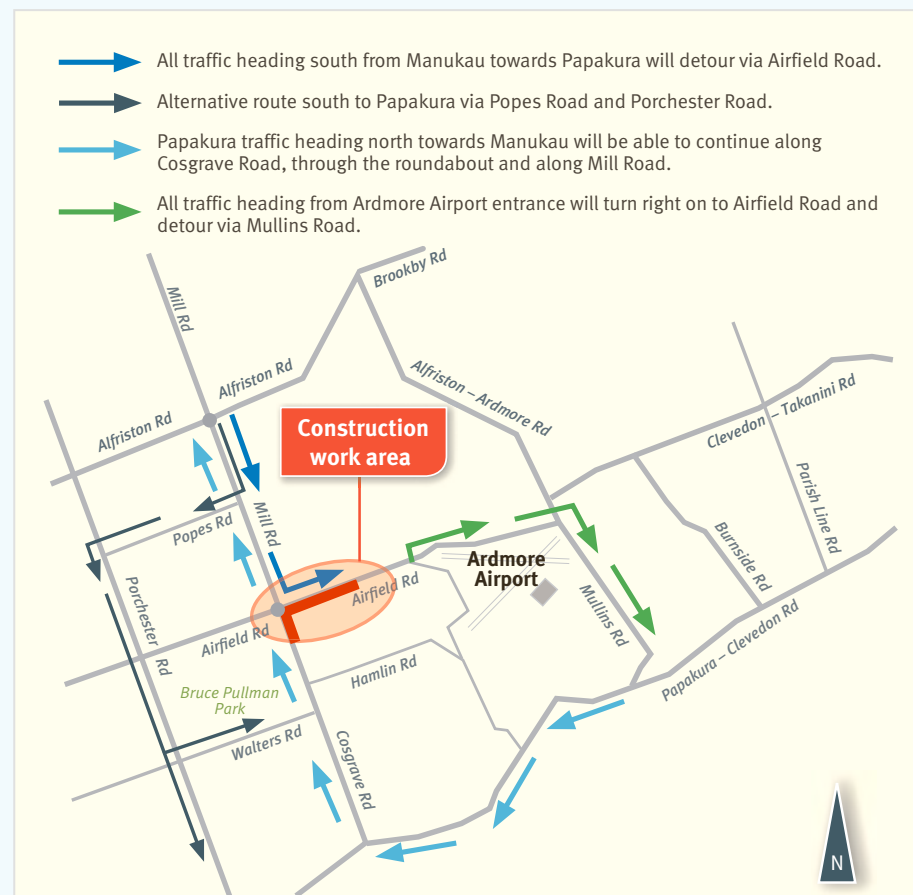 All traffic heading south from Manukau towards Papakura will detour via Airfield Road.
Alternative route south to Papakura via Popes Road and Porchester Road.
Papakura traffic heading north towards Manukau will be able to continue along
Cosgrave Road, through the roundabout and along Mill Road.
All traffic heading from Ardmore Airport entrance will turn right on to Airfield Road and
detour via Mullins Road.
Brookby Rd
Mill Rd
Alfriston Rd
Alfriston Rd
Alfriston – Ardmore Rd
Clevedon – Takanini Rd
Construction
work area
Parish Line Rd
Popes Rd
Mill Rd
Burnside Rd
Ardmore
Airport
Porchester Rd
Airfield Rd
Airfield Rd
Mullins Rd
Hamlin Rd
Papakura – Clevedon Rd
Bruce Pullman
Park
Walters Rd
Cosgrave Rd
N